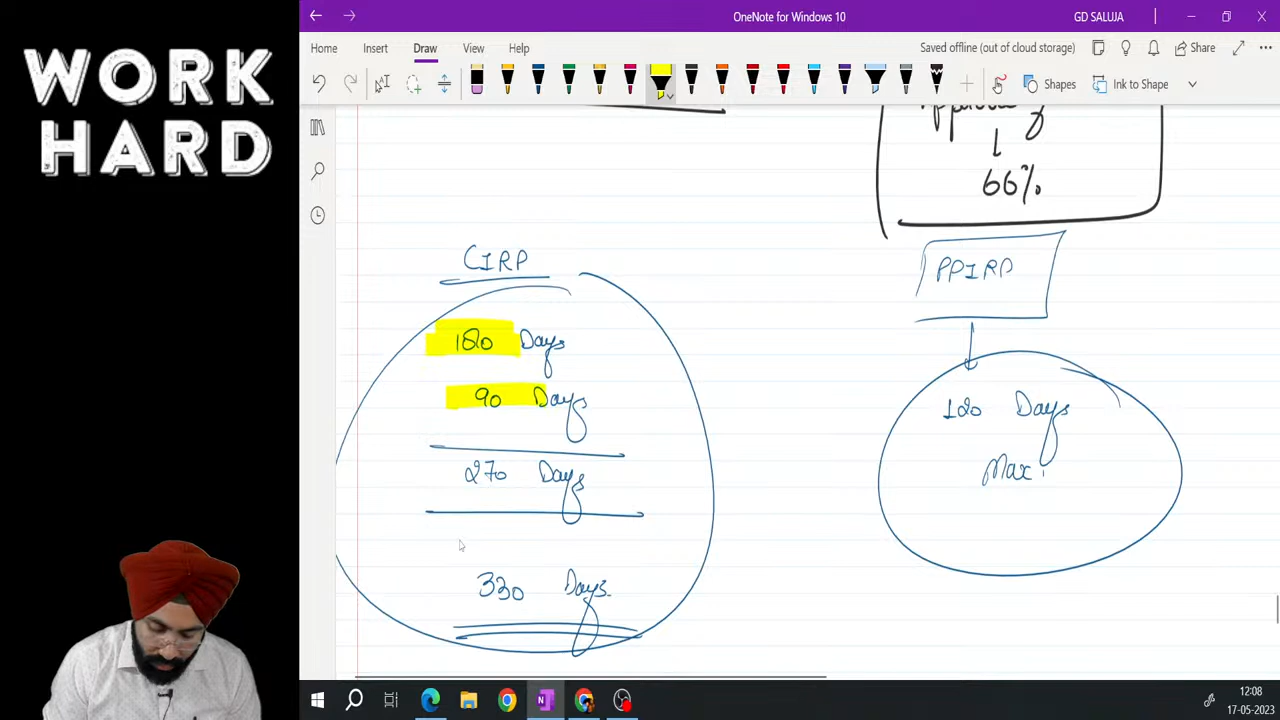 WORK
HARD
OneNote for Windows 10
GD SALUJA
Home
Insert
Draw
View
Help
Saved offline (out of cloud storage)
Share
Shapes
Ink to Shape
66%
CIRP
180 Days
90 Days
270 Days
330 Days.
PPIRP
120 Days
Max.
12:08
17-05-2023